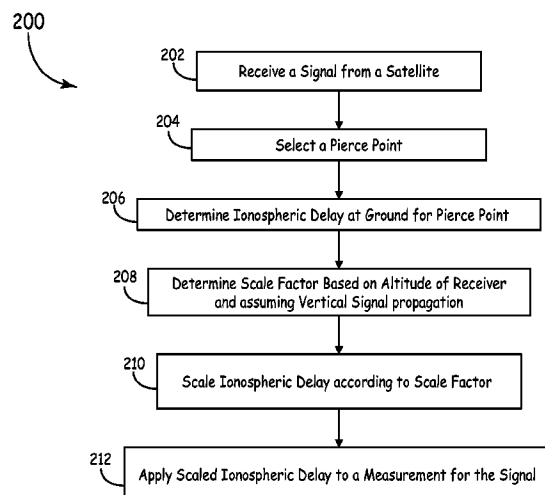 200
202
Receive a Signal from a Satellite
204
Select a Pierce Point
206
Determine Ionospheric Delay at Ground for Pierce Point
208
Determine Scale Factor Based on Altitude of Receiver
and assuming Vertical Signal propagation
210
Scale Ionospheric Delay according to Scale Factor
212
Apply Scaled Ionospheric Delay to a Measurement for the Signal